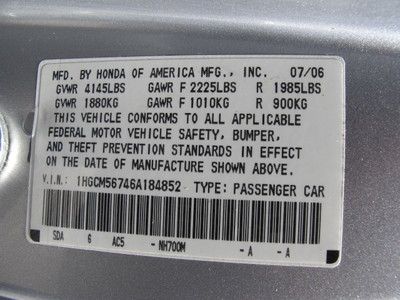 MFD. BY HONDA OF AMERICA MFG., INC. 07/06
GVWR 4145LBS GAWR F 2225LBS R 1985LBS
GVWR 1880KG GAWR F 1010KG R 900KG
THIS VEHICLE CONFORMS TO ALL APPLICABLE
FEDERAL MOTOR VEHICLE SAFETY, BUMPER,
AND THEFT PREVENTION STANDARDS IN EFFECT
ON THE DATE OF MANUFACTURE SHOWN ABOVE.
V.I.N.: 1HGCM56746A184852 TYPE: PASSENGER CAR
SDA 6 AC5 -NH700M -A -A